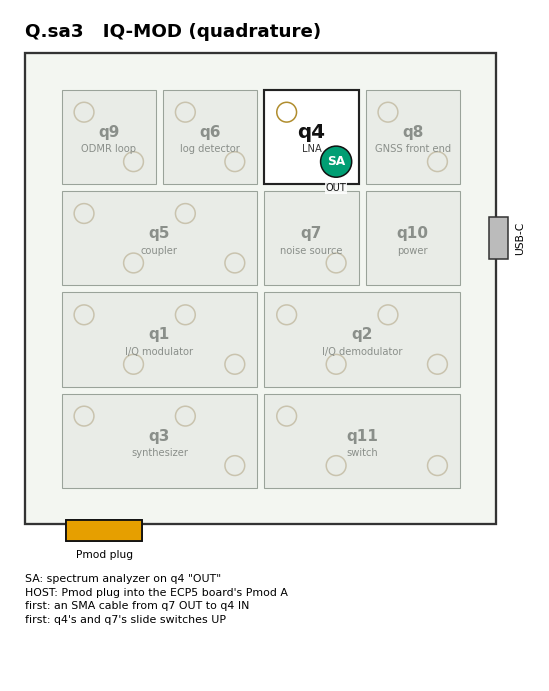 Q.sa3 IQ-MOD (quadrature)
q9
ODMR loop
q6
log detector
q4
LNA
SA
OUT
q8
GNSS front end
q5
coupler
q7
noise source
q10
power
USB-C
q1
I/Q modulator
q2
I/Q demodulator
q3
synthesizer
q11
switch
Pmod plug
SA: spectrum analyzer on q4 "OUT"
HOST: Pmod plug into the ECP5 board's Pmod A
first: an SMA cable from q7 OUT to q4 IN
first: q4's and q7's slide switches UP